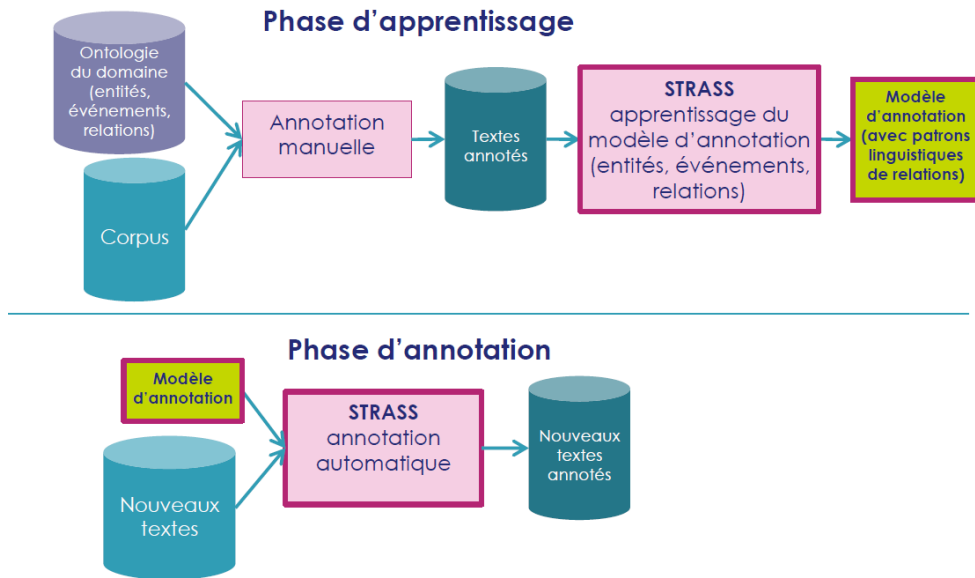 Phase d'apprentissage
Ontologie
du domaine
(entités,
événements,
relations)
Corpus
Annotation
manuelle
Textes
annotés
STRASS
apprentissage du
modèle d'annotation
(entités, événements,
relations)
Modèle
d'annotation
(avec patrons
linguistiques
de relations)
Phase d'annotation
Modèle
d'annotation
Nouveaux
textes
STRASS
annotation
automatique
Nouveaux
textes
annotés